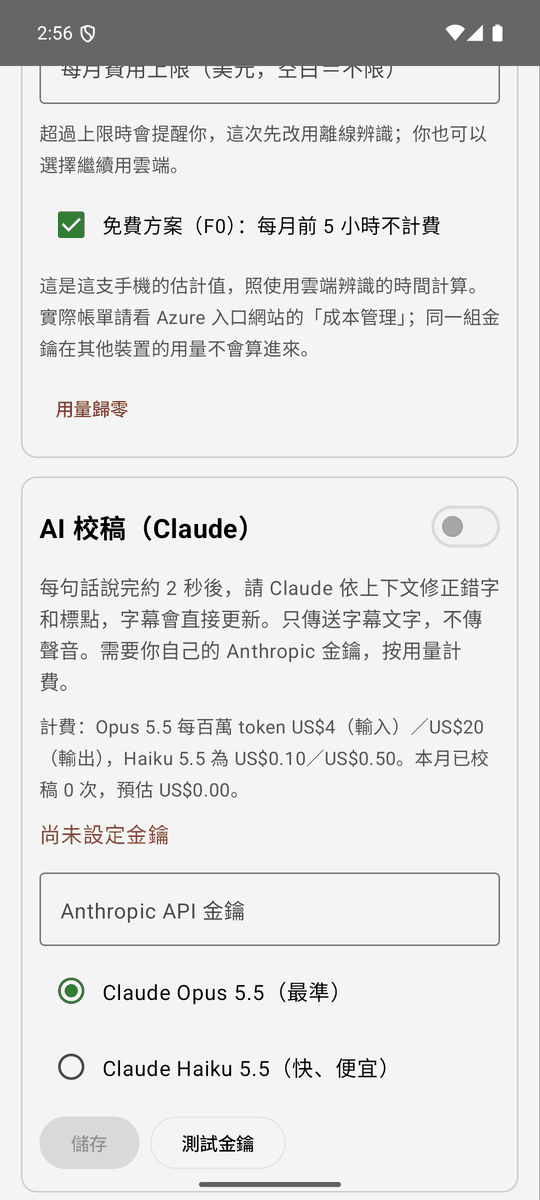 2:56
每月費用上限（美元，空白＝不限）
超過上限時會提醒你，這次先改用離線辨識；你也可以
選擇繼續用雲端。
免費方案（F0）：每月前 5 小時不計費
這是這支手機的估計值，照使用雲端辨識的時間計算。
實際帳單請看 Azure 入口網站的「成本管理」；同一組金
鑰在其他裝置的用量不會算進來。
用量歸零
AI 校稿（Claude）
每句話說完約 2 秒後，請 Claude 依上下文修正錯字
和標點，字幕會直接更新。只傳送字幕文字，不傳
聲音。需要你自己的 Anthropic 金鑰，按用量計
費。
計費：Opus 5.5 每百萬 token US$4（輸入）／US$20
（輸出），Haiku 5.5 為 US$0.10／US$0.50。本月已校
稿 0 次，預估 US$0.00。
尚未設定金鑰
Anthropic API 金鑰
Claude Opus 5.5（最準）
Claude Haiku 5.5（快、便宜）
儲存
測試金鑰